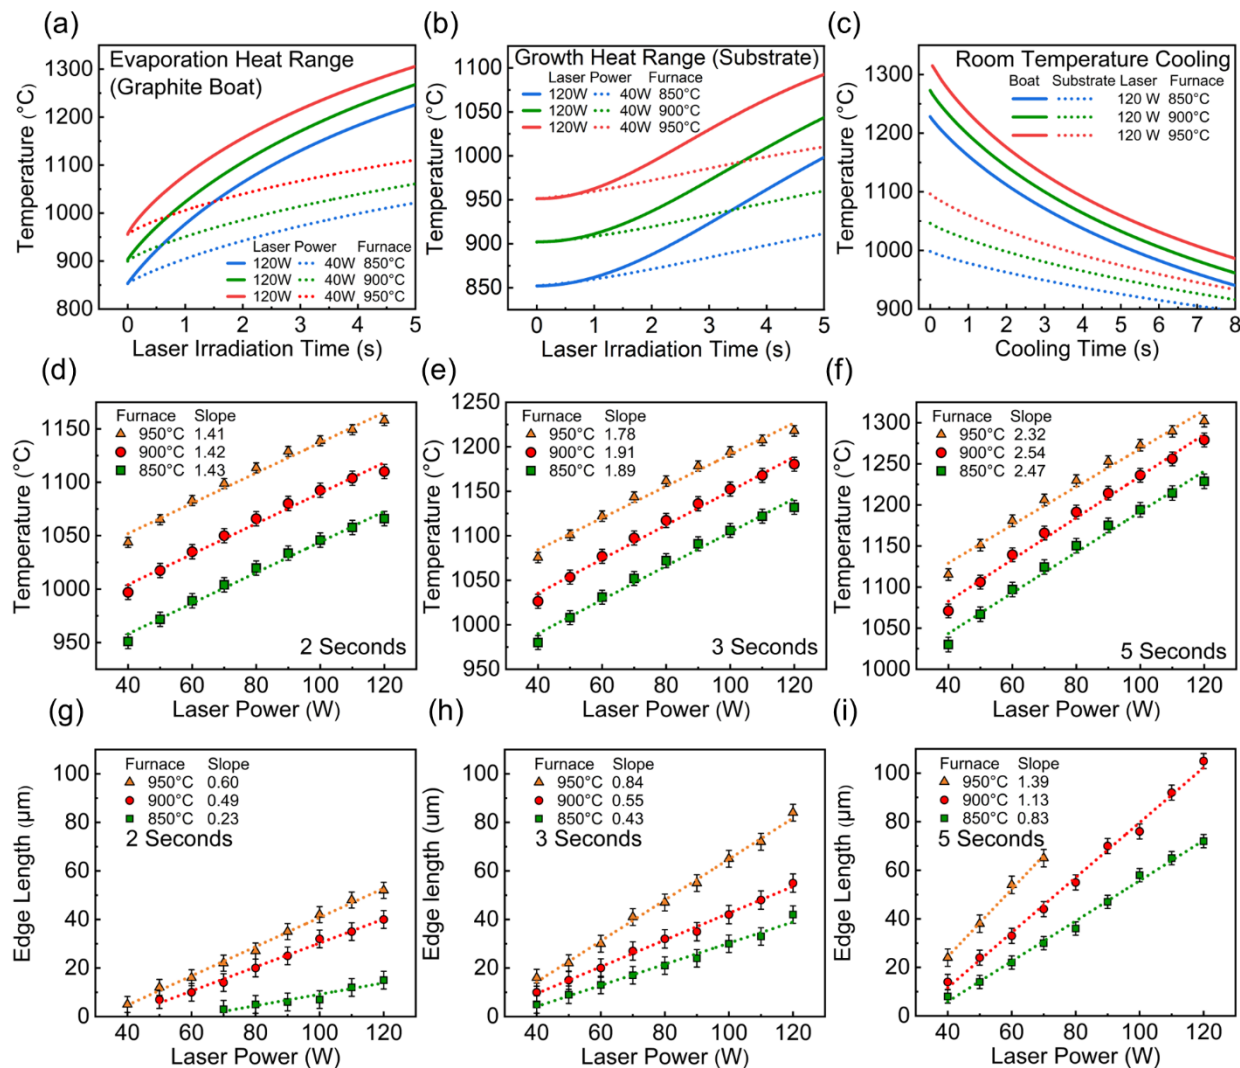 (a)
Evaporation Heat Range
(Graphite Boat)
Temperature (°C)
1300
1200
1100
1000
900
800
Laser Power Furnace
120W 40W 850°C
120W 40W 900°C
120W 40W 950°C
0 1 2 3 4 5
Laser Irradiation Time (s)
(b)
Growth Heat Range (Substrate)
Laser Power Furnace
120W 40W 850°C
120W 40W 900°C
120W 40W 950°C
Temperature (°C)
1100
1050
1000
950
900
850
0 1 2 3 4 5
Laser Irradiation Time (s)
(c)
Room Temperature Cooling
Boat Substrate Laser Furnace
120 W 850°C
120 W 900°C
120 W 950°C
Temperature (°C)
1300
1200
1100
1000
900
0 1 2 3 4 5 6 7 8
Cooling Time (s)
(d)
Furnace Slope
950°C 1.41
900°C 1.42
850°C 1.43
Temperature (°C)
1150
1100
1050
1000
950
2 Seconds
40 60 80 100 120
Laser Power (W)
(e)
Furnace Slope
950°C 1.78
900°C 1.91
850°C 1.89
Temperature (°C)
1250
1200
1150
1100
1050
1000
950
3 Seconds
40 60 80 100 120
Laser Power (W)
(f)
Furnace Slope
950°C 2.32
900°C 2.54
850°C 2.47
Temperature (°C)
1300
1250
1200
1150
1100
1050
1000
5 Seconds
40 60 80 100 120
Laser Power (W)
(g)
Furnace Slope
950°C 0.60
900°C 0.49
850°C 0.23
2 Seconds
Edge Length (μm)
100
80
60
40
20
0
40 60 80 100 120
Laser Power (W)
(h)
Furnace Slope
950°C 0.84
900°C 0.55
850°C 0.43
3 Seconds
Edge length (um)
100
80
60
40
20
0
40 60 80 100 120
Laser Power (W)
(i)
Furnace Slope
950°C 1.39
900°C 1.13
850°C 0.83
5 Seconds
Edge Length (μm)
100
80
60
40
20
0
40 60 80 100 120
Laser Power (W)